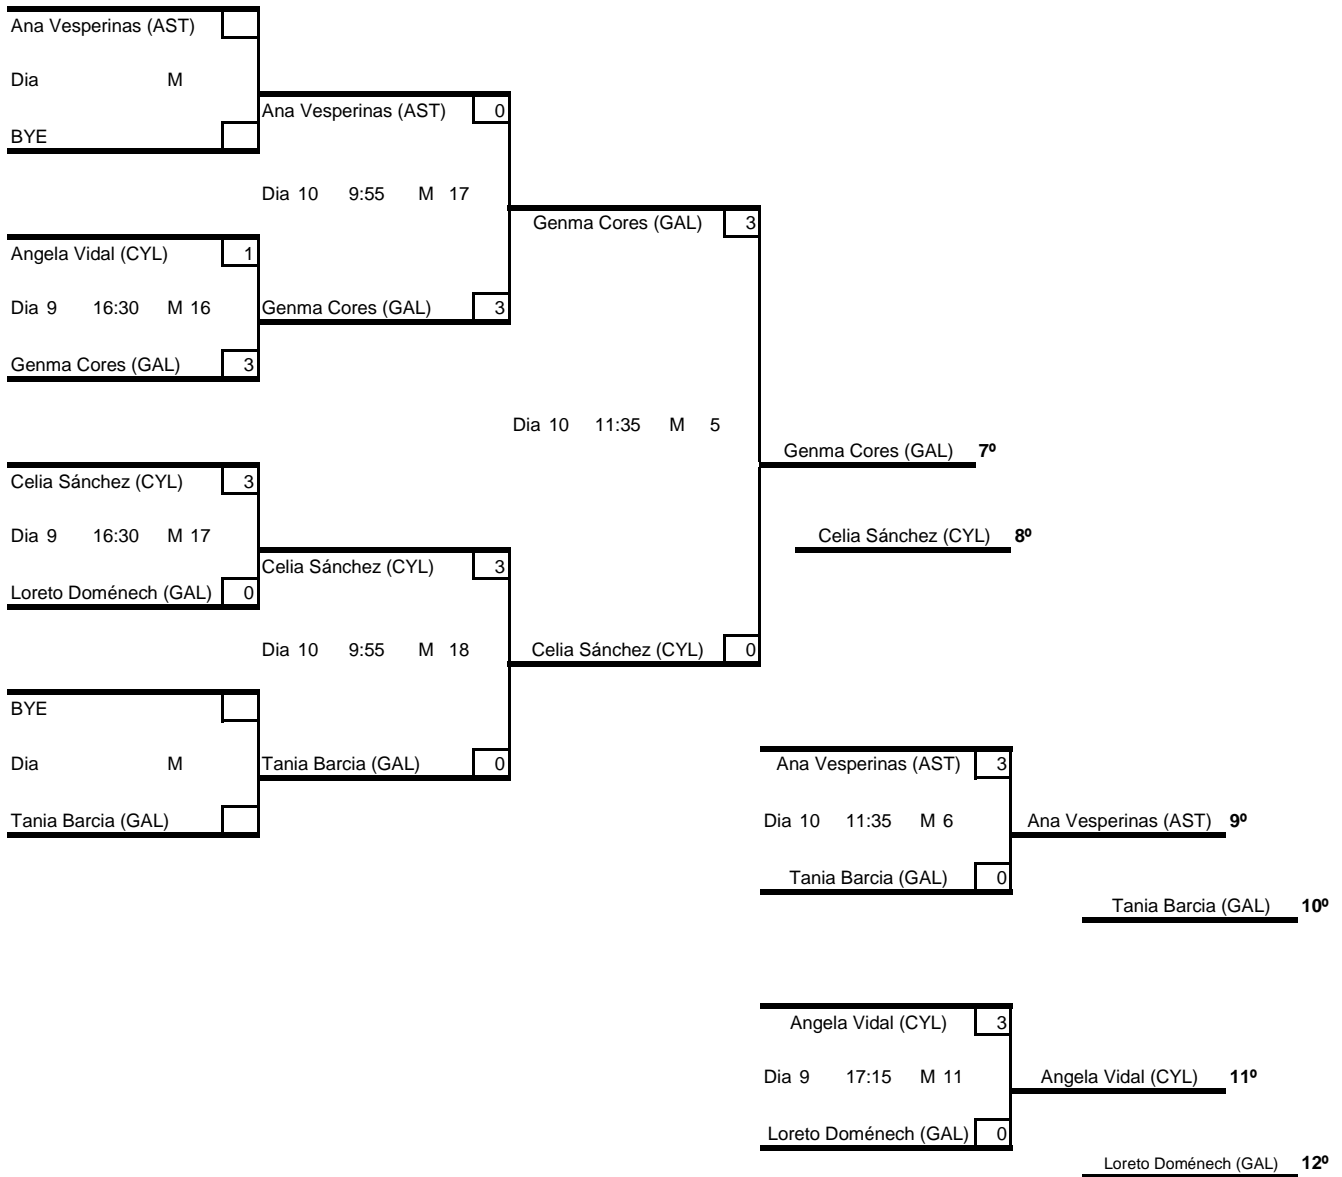 Ana Vesperinas (AST)
Dia M
Ana Vesperinas (AST) 0
BYE
Dia 10 9:55 M 17
Genma Cores (GAL) 3
Angela Vidal (CYL) 1
Dia 9 16:30 M 16 Genma Cores (GAL) 3
Genma Cores (GAL) 3
Dia 10 11:35 M 5
Genma Cores (GAL) 7º
Celia Sánchez (CYL) 3
Dia 9 16:30 M 17 Celia Sánchez (CYL) 8º
Celia Sánchez (CYL) 3
Loreto Doménech (GAL) 0
Dia 10 9:55 M 18 Celia Sánchez (CYL) 0
BYE
Dia M Tania Barcia (GAL) 0 Ana Vesperinas (AST) 3
Tania Barcia (GAL) Dia 10 11:35 M 6 Ana Vesperinas (AST) 9º
Tania Barcia (GAL) 0
Tania Barcia (GAL) 10º
Angela Vidal (CYL) 3
Dia 9 17:15 M 11 Angela Vidal (CYL) 11º
Loreto Doménech (GAL) 0
Loreto Doménech (GAL) 12º